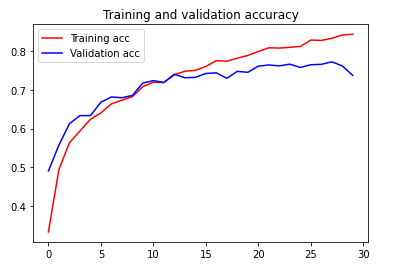 Training and validation accuracy
Training acc
Validation acc
0.8
0.7
0.6
0.5
0.4
0 5 10 15 20 25 30